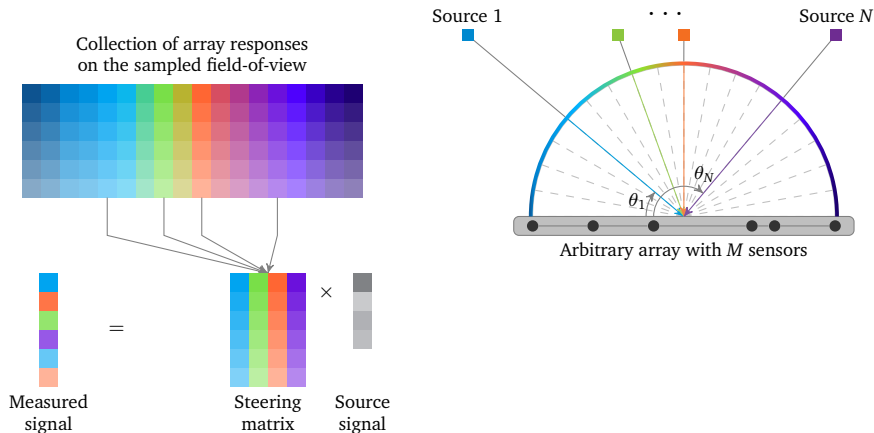 Collection of array responses
on the sampled field-of-view
×
=
Measured
signal
Steering
matrix
Source
signal
Source 1
· · ·
Source N
θ1
θN
Arbitrary array with M sensors